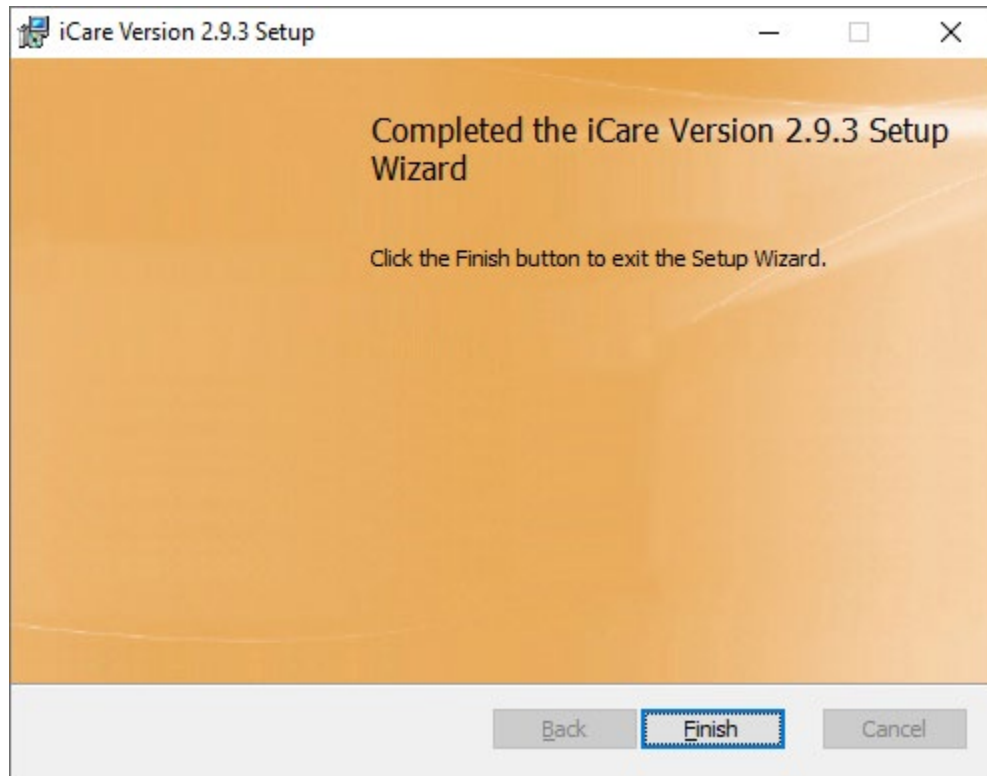 iCare Version 2.9.3 Setup
Completed the iCare Version 2.9.3 Setup
Wizard
Click the Finish button to exit the Setup Wizard.
Back Finish Cancel